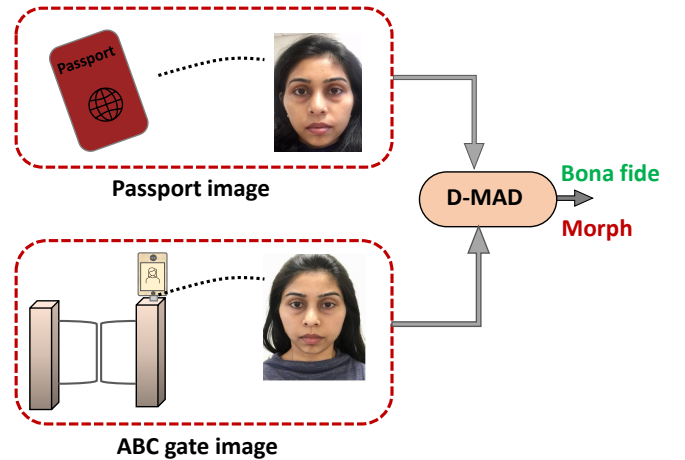 Passport
Passport image
D-MAD
Bona fide
Morph
ABC gate image